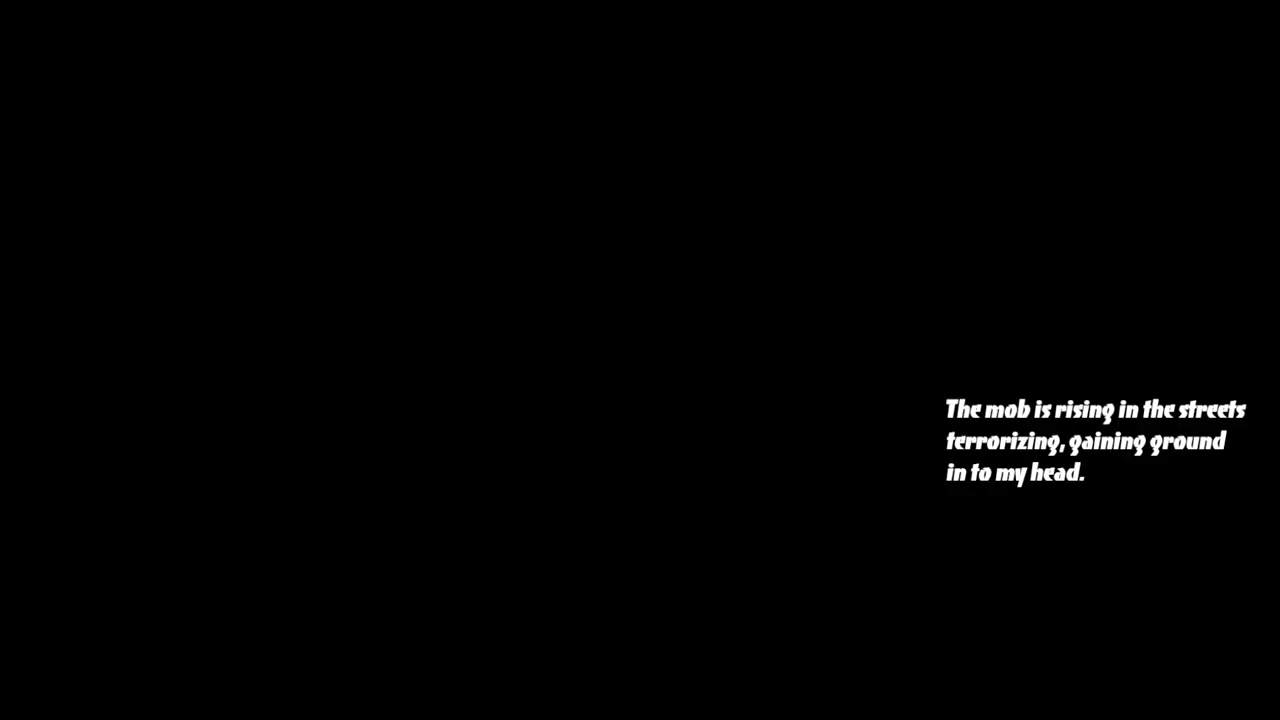 The mob is rising in the streets
terrorizing, gaining ground
in to my head.